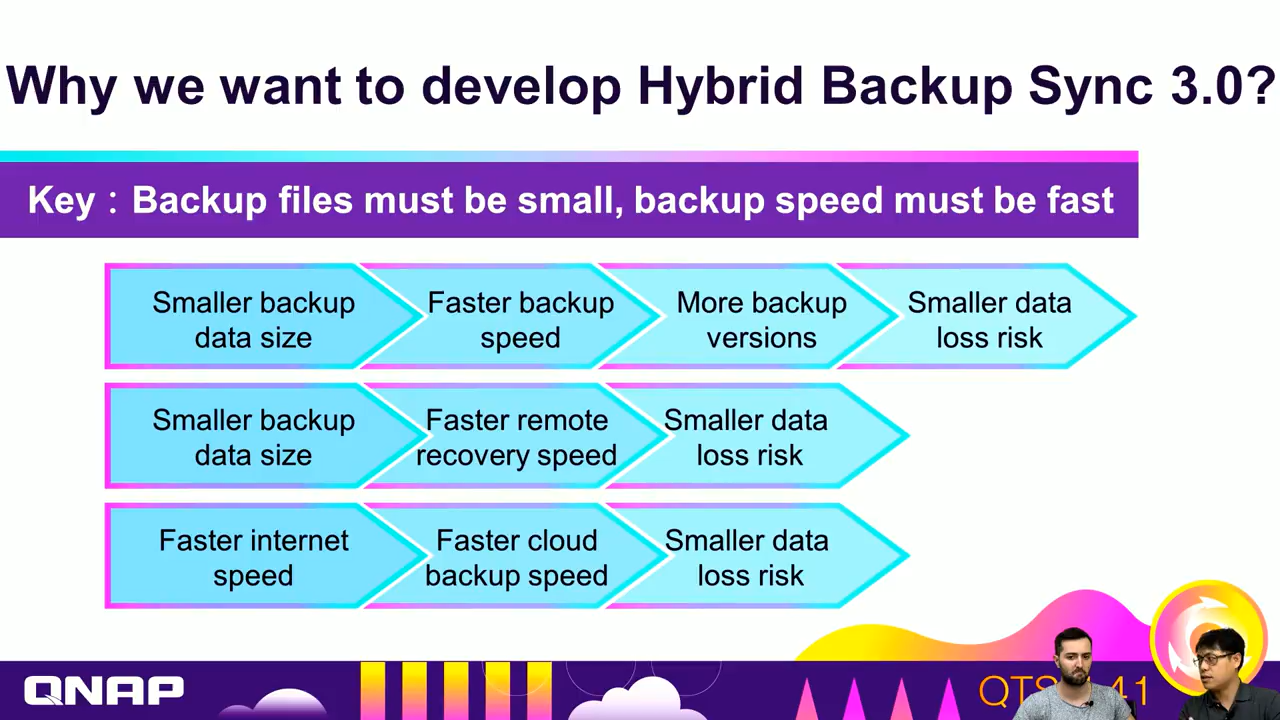 Why we want to develop Hybrid Backup Sync 3.0?
Key : Backup files must be small, backup speed must be fast
Smaller backup
data size
Faster backup
speed
More backup
versions
Smaller data
loss risk
Smaller backup
data size
Faster remote
recovery speed
Smaller data
loss risk
Faster internet
speed
Faster cloud
backup speed
Smaller data
loss risk
QNAP